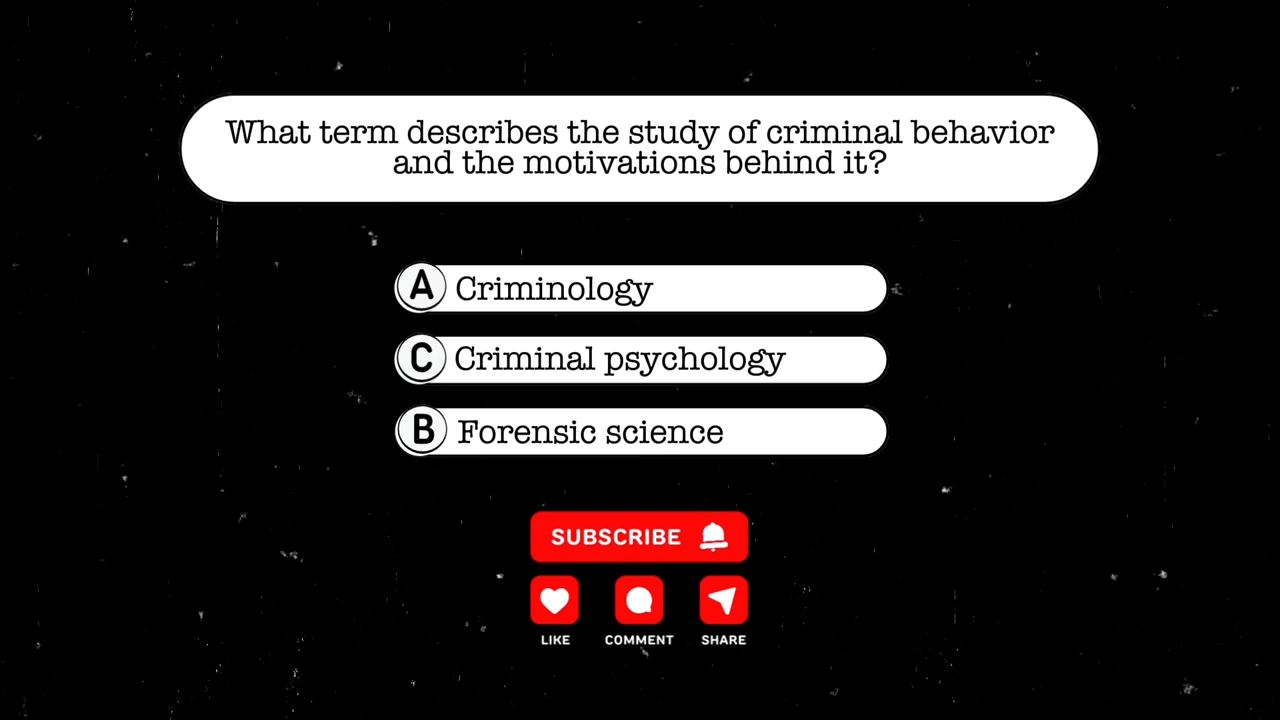 What term describes the study of criminal behavior
and the motivations behind it?
A Criminology
C Criminal psychology
B Forensic science
SUBSCRIBE
LIKE COMMENT SHARE